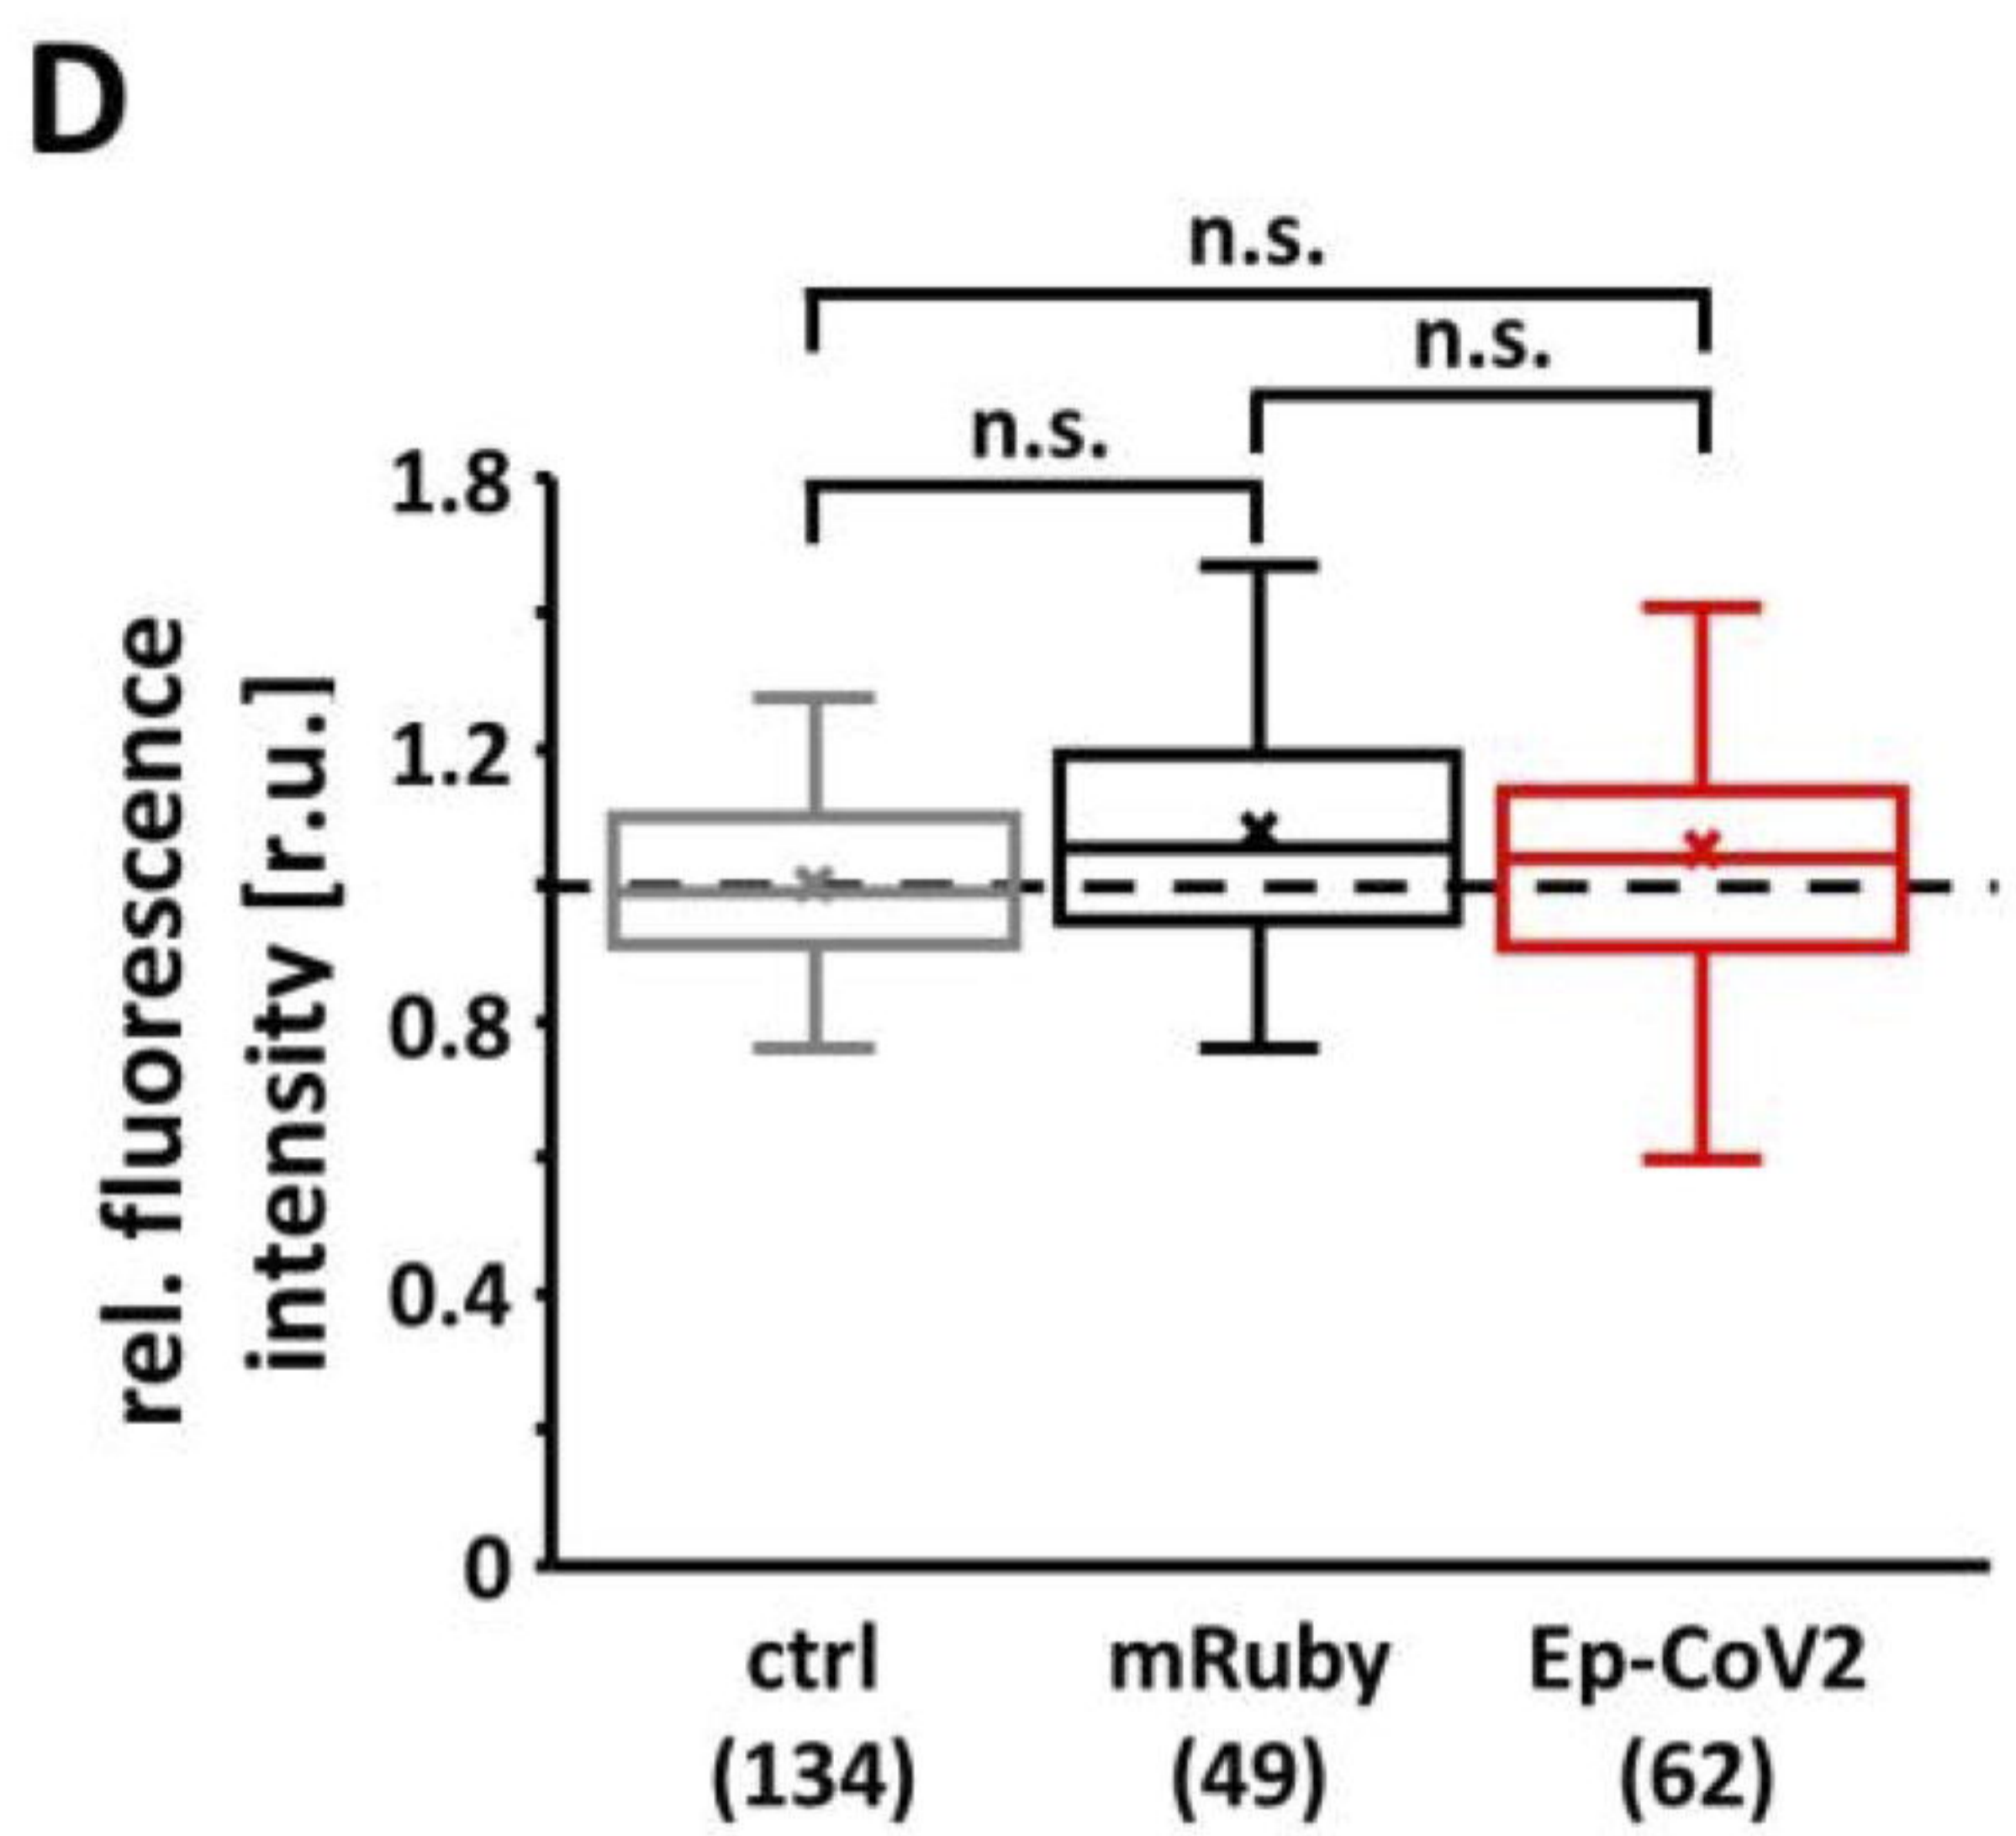 D
n.s.
n.s.
n.s.
1.8
1.2
0.8
0.4
0
rel. fluorescence
intensity [r.u.]
ctrl
mRuby
Ep-CoV2
(134)
(49)
(62)